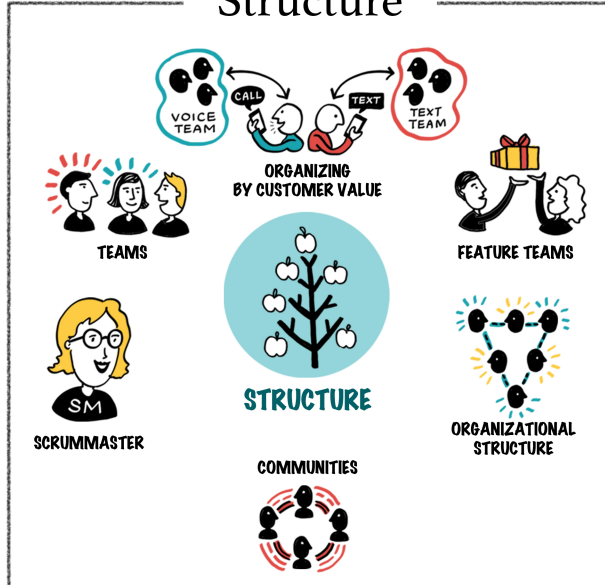 Structure
VOICE
TEAM
CALL
TEXT
TEXT
TEAM
ORGANIZING
BY CUSTOMER VALUE
TEAMS
FEATURE TEAMS
SM
SCRUMMASTER
STRUCTURE
ORGANIZATIONAL
STRUCTURE
COMMUNITIES